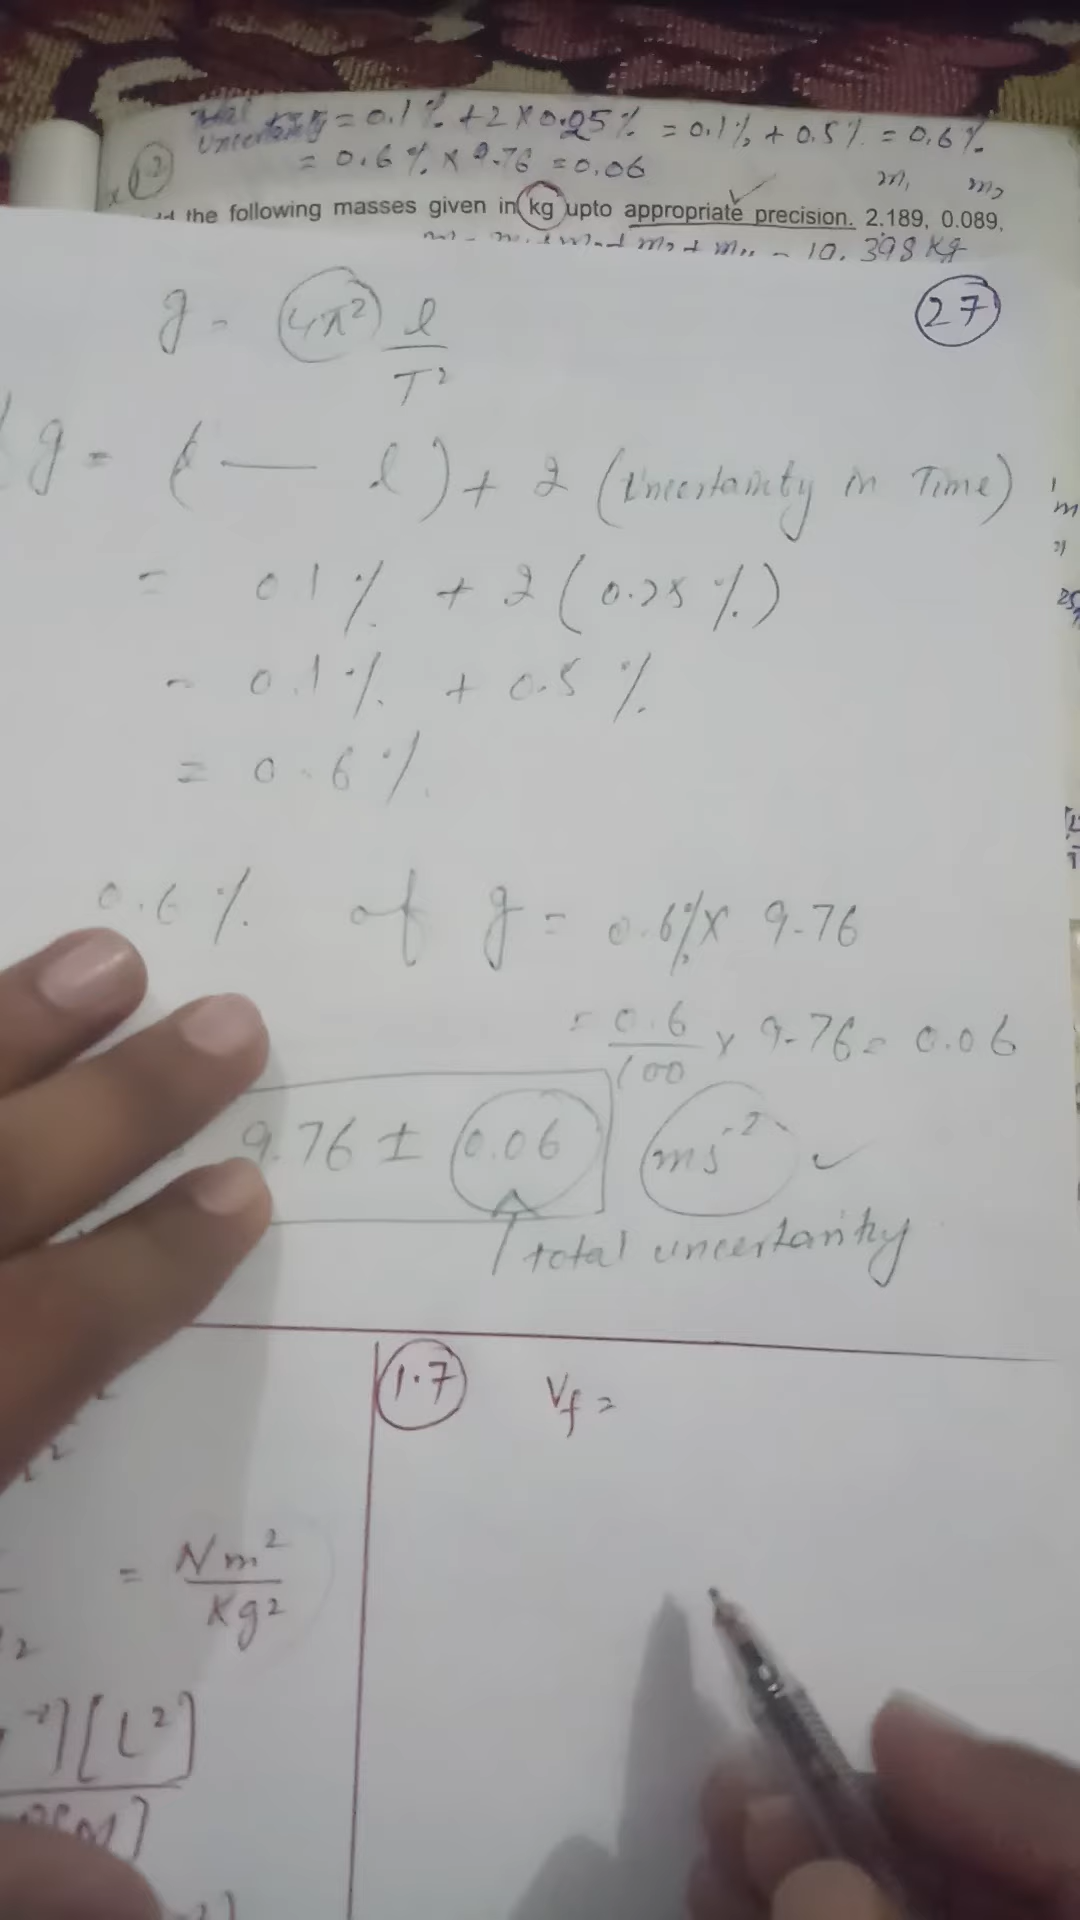 uncertainty = 0.1% + 2 × 0.25% = 0.1% + 0.5% = 0.6%
= 0.6% × 9.76 = 0.06
m₁ m₂
the following masses given in kg upto appropriate precision. 2.189, 0.089,
10.398 Kg
27
g = 4π² l / T²
g = ( — l ) + 2 (Uncertainty in Time)
= 0.1% + 2 (0.25%)
= 0.1% + 0.5%
= 0.6%
0.6% of g = 0.6% × 9.76
= 0.6 / 100 × 9.76 = 0.06
9.76 ± 0.06 ms⁻²
total uncertainty
1.7 Vf =
= Nm² / Kg²
[L²]